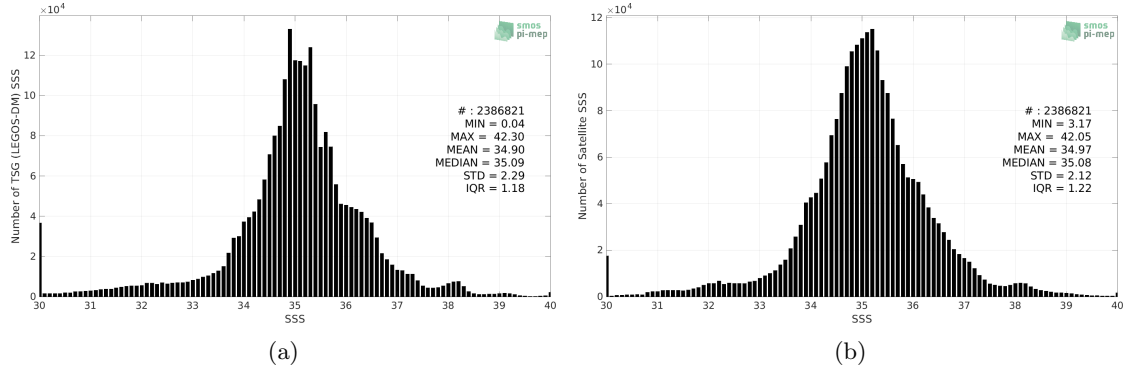 ×10⁴
12
10
8
6
4
2
0
Number of TSG (LEGOS-DM) SSS
30 31 32 33 34 35 36 37 38 39 40
SSS
smos
pi-mep
# : 2386821
MIN = 0.04
MAX = 42.30
MEAN = 34.90
MEDIAN = 35.09
STD = 2.29
IQR = 1.18
(a)
×10⁴
12
10
8
6
4
2
0
Number of Satellite SSS
30 31 32 33 34 35 36 37 38 39 40
SSS
smos
pi-mep
# : 2386821
MIN = 3.17
MAX = 42.05
MEAN = 34.97
MEDIAN = 35.08
STD = 2.12
IQR = 1.22
(b)